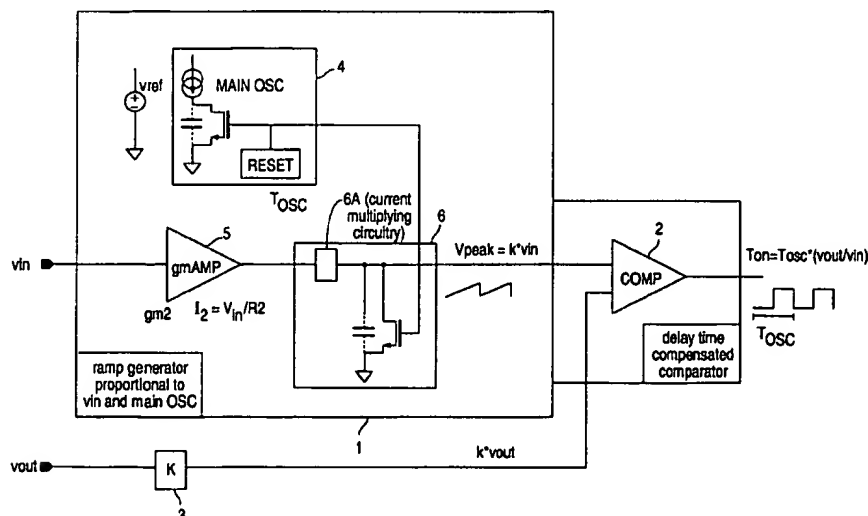 4
vref
MAIN OSC
RESET
TOSC
6A (current
multiplying
circuitry)
6
5
vin
gmAMP
gm2
I2 = Vin/R2
Vpeak = k*vin
2
COMP
Ton=Tosc*(vout/vin)
TOSC
ramp generator
proportional to
vin and main OSC
delay time
compensated
comparator
1
vout
K
k*vout
3